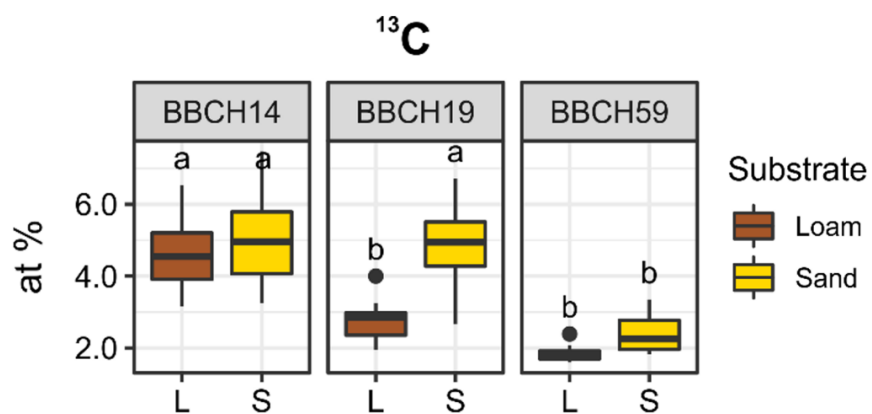 ¹³C
BBCH14 BBCH19 BBCH59
a a b a b b
at %
6.0
4.0
2.0
L S L S L S
Substrate
Loam
Sand